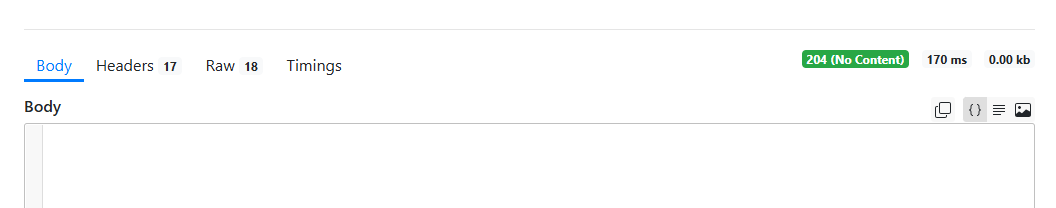 Body Headers 17 Raw 18 Timings 204 (No Content) 170 ms 0.00 kb
Body {}